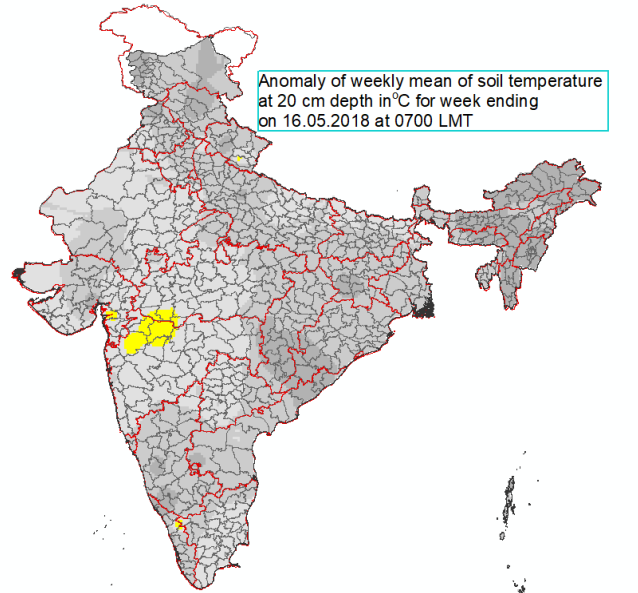 Anomaly of weekly mean of soil temperature
at 20 cm depth in⁰C for week ending
on 16.05.2018 at 0700 LMT